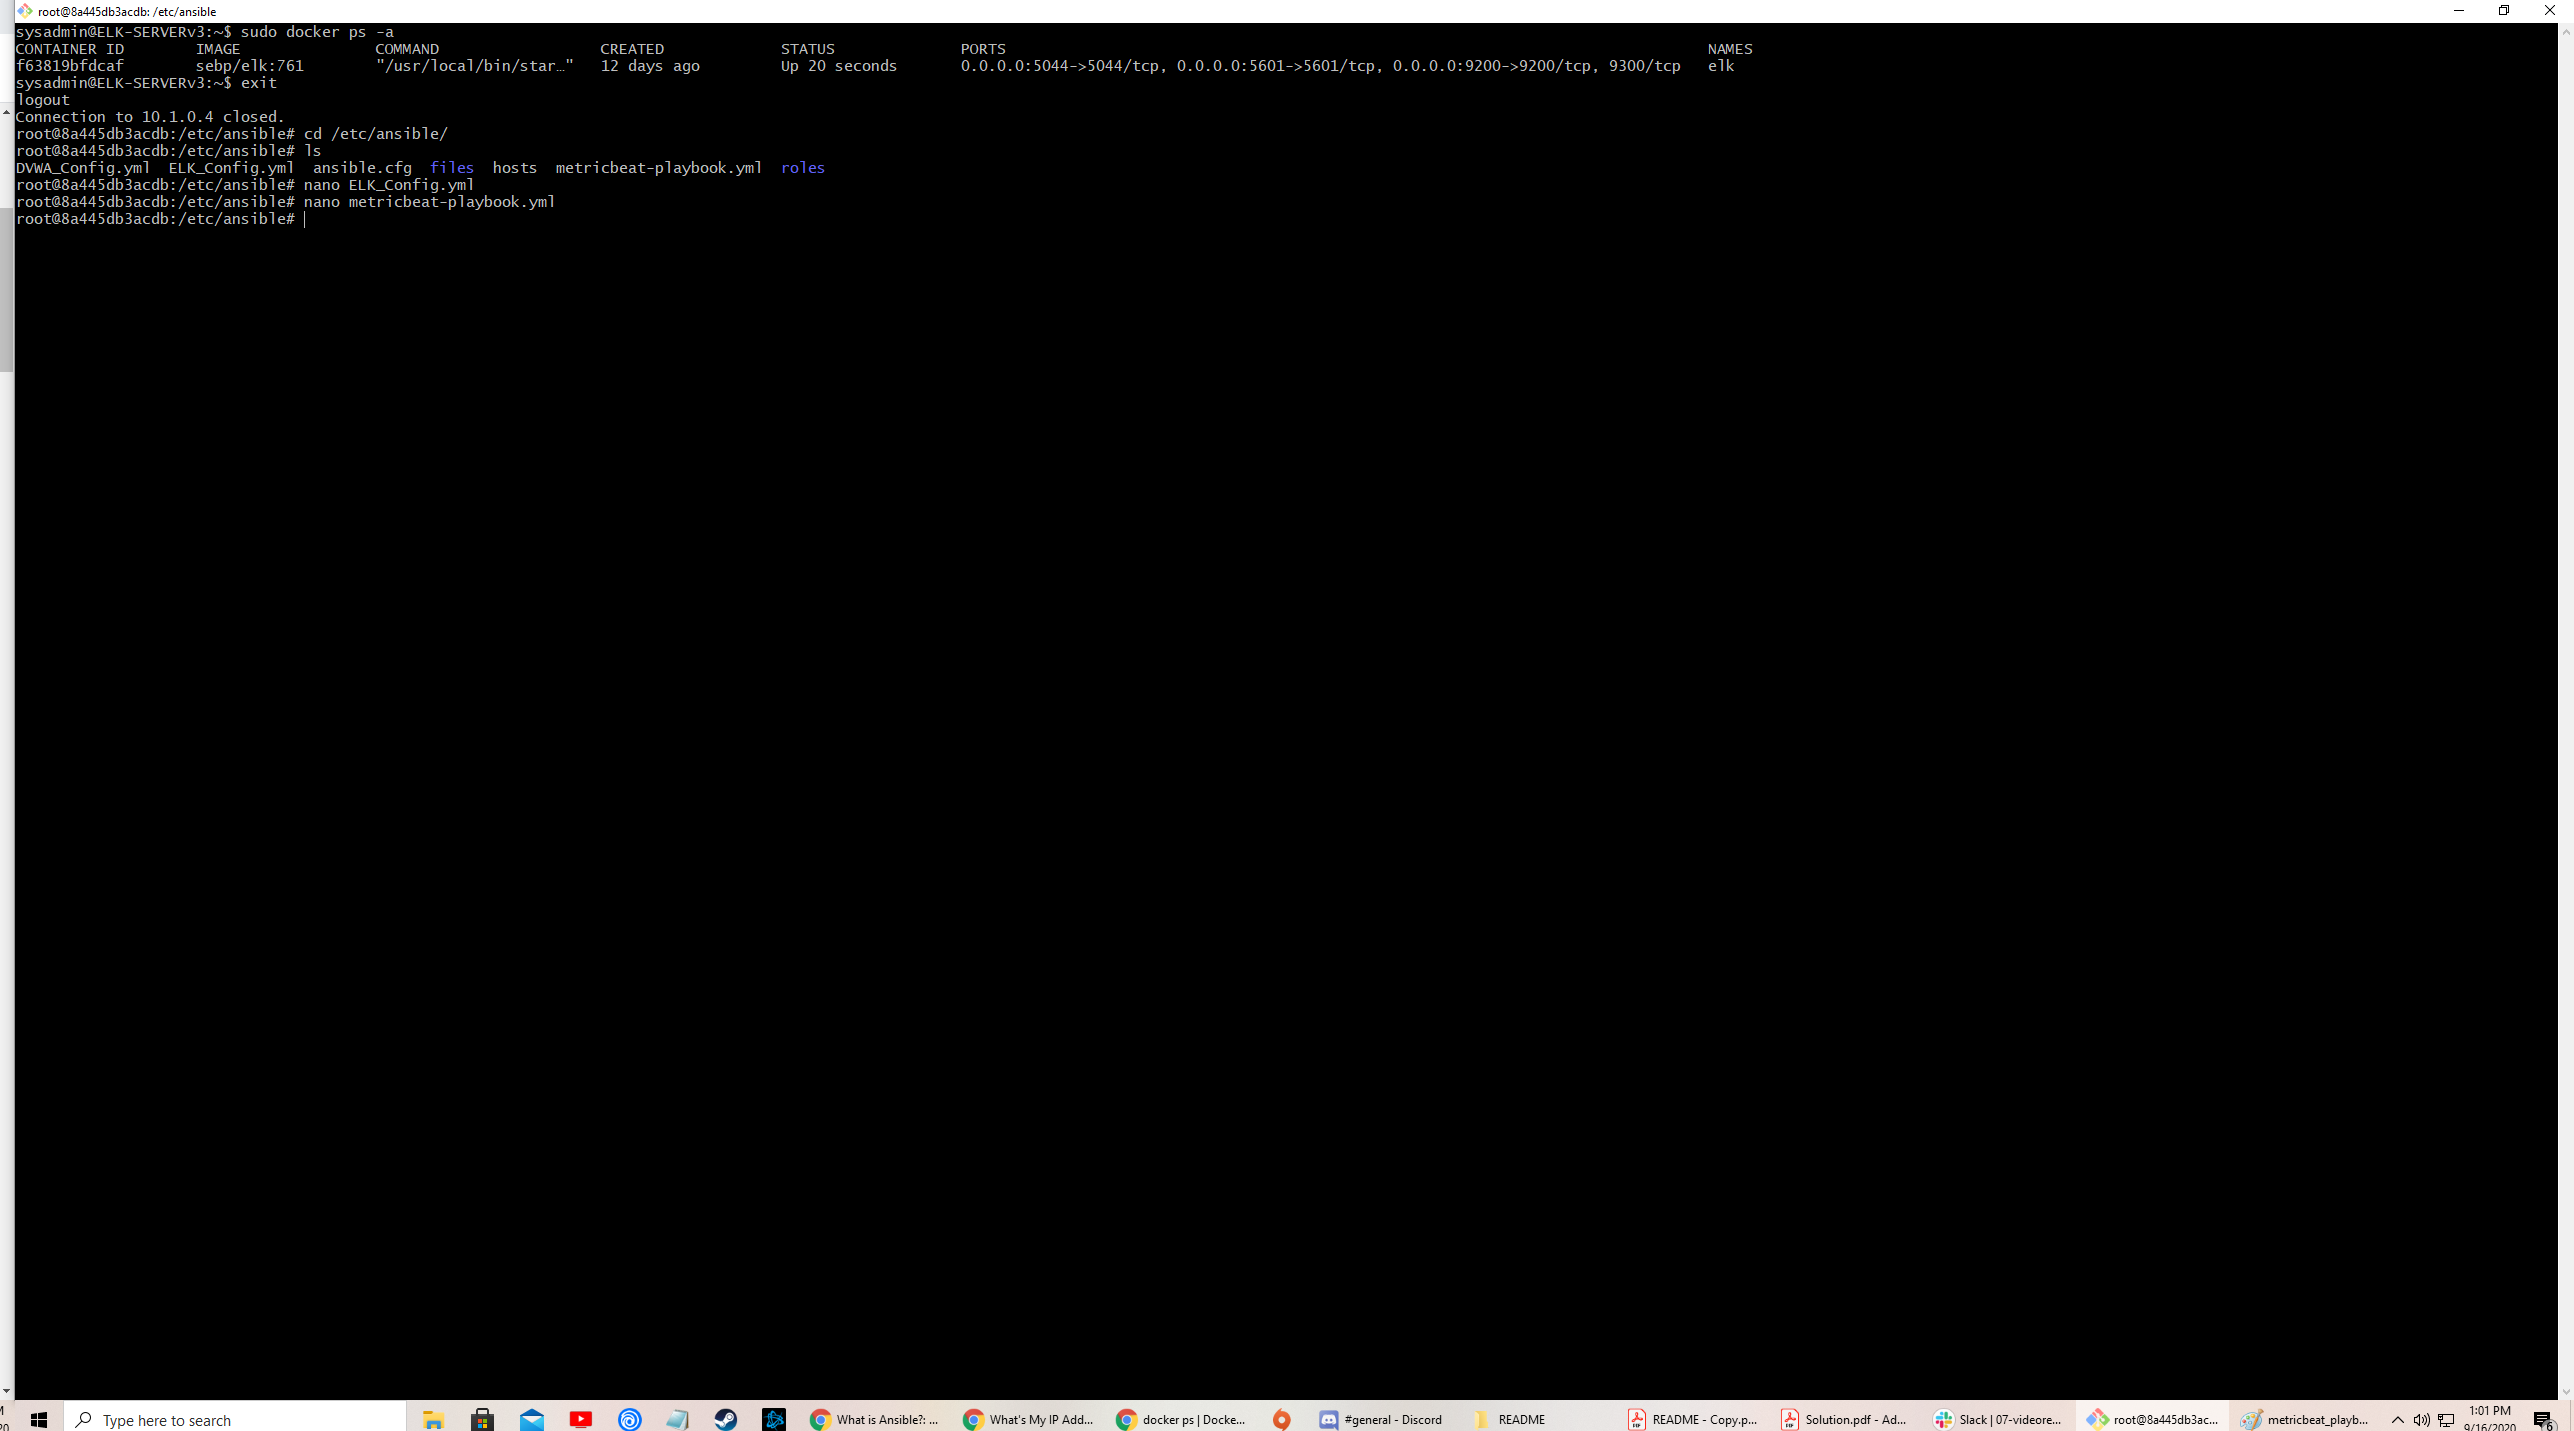 root@8a445db3acdb: /etc/ansible
sysadmin@ELK-SERVERv3:~$ sudo docker ps -a
CONTAINER ID        IMAGE               COMMAND                  CREATED             STATUS              PORTS                                                                              NAMES
f63819bfdcaf        sebp/elk:761        "/usr/local/bin/star…"   12 days ago         Up 20 seconds       0.0.0.0:5044->5044/tcp, 0.0.0.0:5601->5601/tcp, 0.0.0.0:9200->9200/tcp, 9300/tcp   elk
sysadmin@ELK-SERVERv3:~$ exit
logout
Connection to 10.1.0.4 closed.
root@8a445db3acdb:/etc/ansible# cd /etc/ansible/
root@8a445db3acdb:/etc/ansible# ls
DVWA_Config.yml  ELK_Config.yml  ansible.cfg  files  hosts  metricbeat-playbook.yml  roles
root@8a445db3acdb:/etc/ansible# nano ELK_Config.yml
root@8a445db3acdb:/etc/ansible# nano metricbeat-playbook.yml
root@8a445db3acdb:/etc/ansible#
Type here to search
What is Ansible?: ...
What's My IP Add...
docker ps | Docke...
#general - Discord
README
README - Copy.p...
Solution.pdf - Ad...
Slack | 07-videore...
root@8a445db3ac...
metricbeat_playb...
1:01 PM
9/16/2020
6